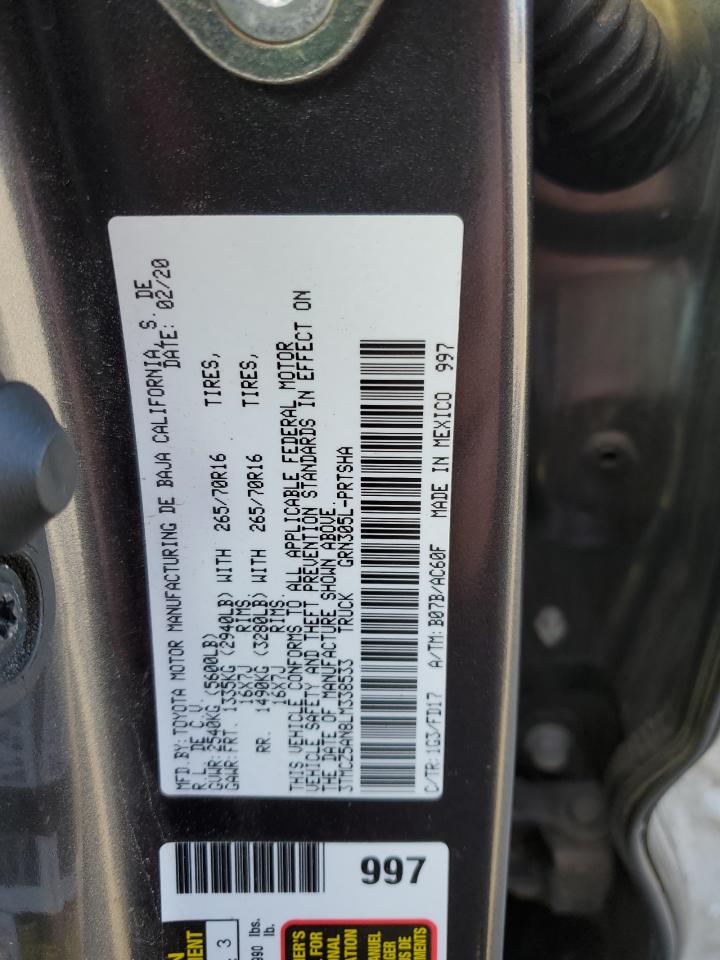 MFD.BY:TOYOTA MOTOR MANUFACTURING DE BAJA CALIFORNIA, S. DE
R.L. DE C.V. DATE: 02/20
GVWR:2540KG (5600LB)
GAWR:FRT. 1335KG (2940LB) WITH 265/70R16 TIRES,
16X7J RIMS
RR. 1490KG (3280LB) WITH 265/70R16 TIRES,
16X7J RIMS
THIS VEHICLE CONFORMS TO ALL APPLICABLE FEDERAL MOTOR
VEHICLE SAFETY AND THEFT PREVENTION STANDARDS IN EFFECT ON
THE DATE OF MANUFACTURE SHOWN ABOVE.
3TMCZ5AN8LM338533 TRUCK GRN305L-PRTSHA
C/TR:1G3/FD17 A/TM:B07B/AC60F MADE IN MEXICO 997
997
3
990 lbs.
lb.
FOR